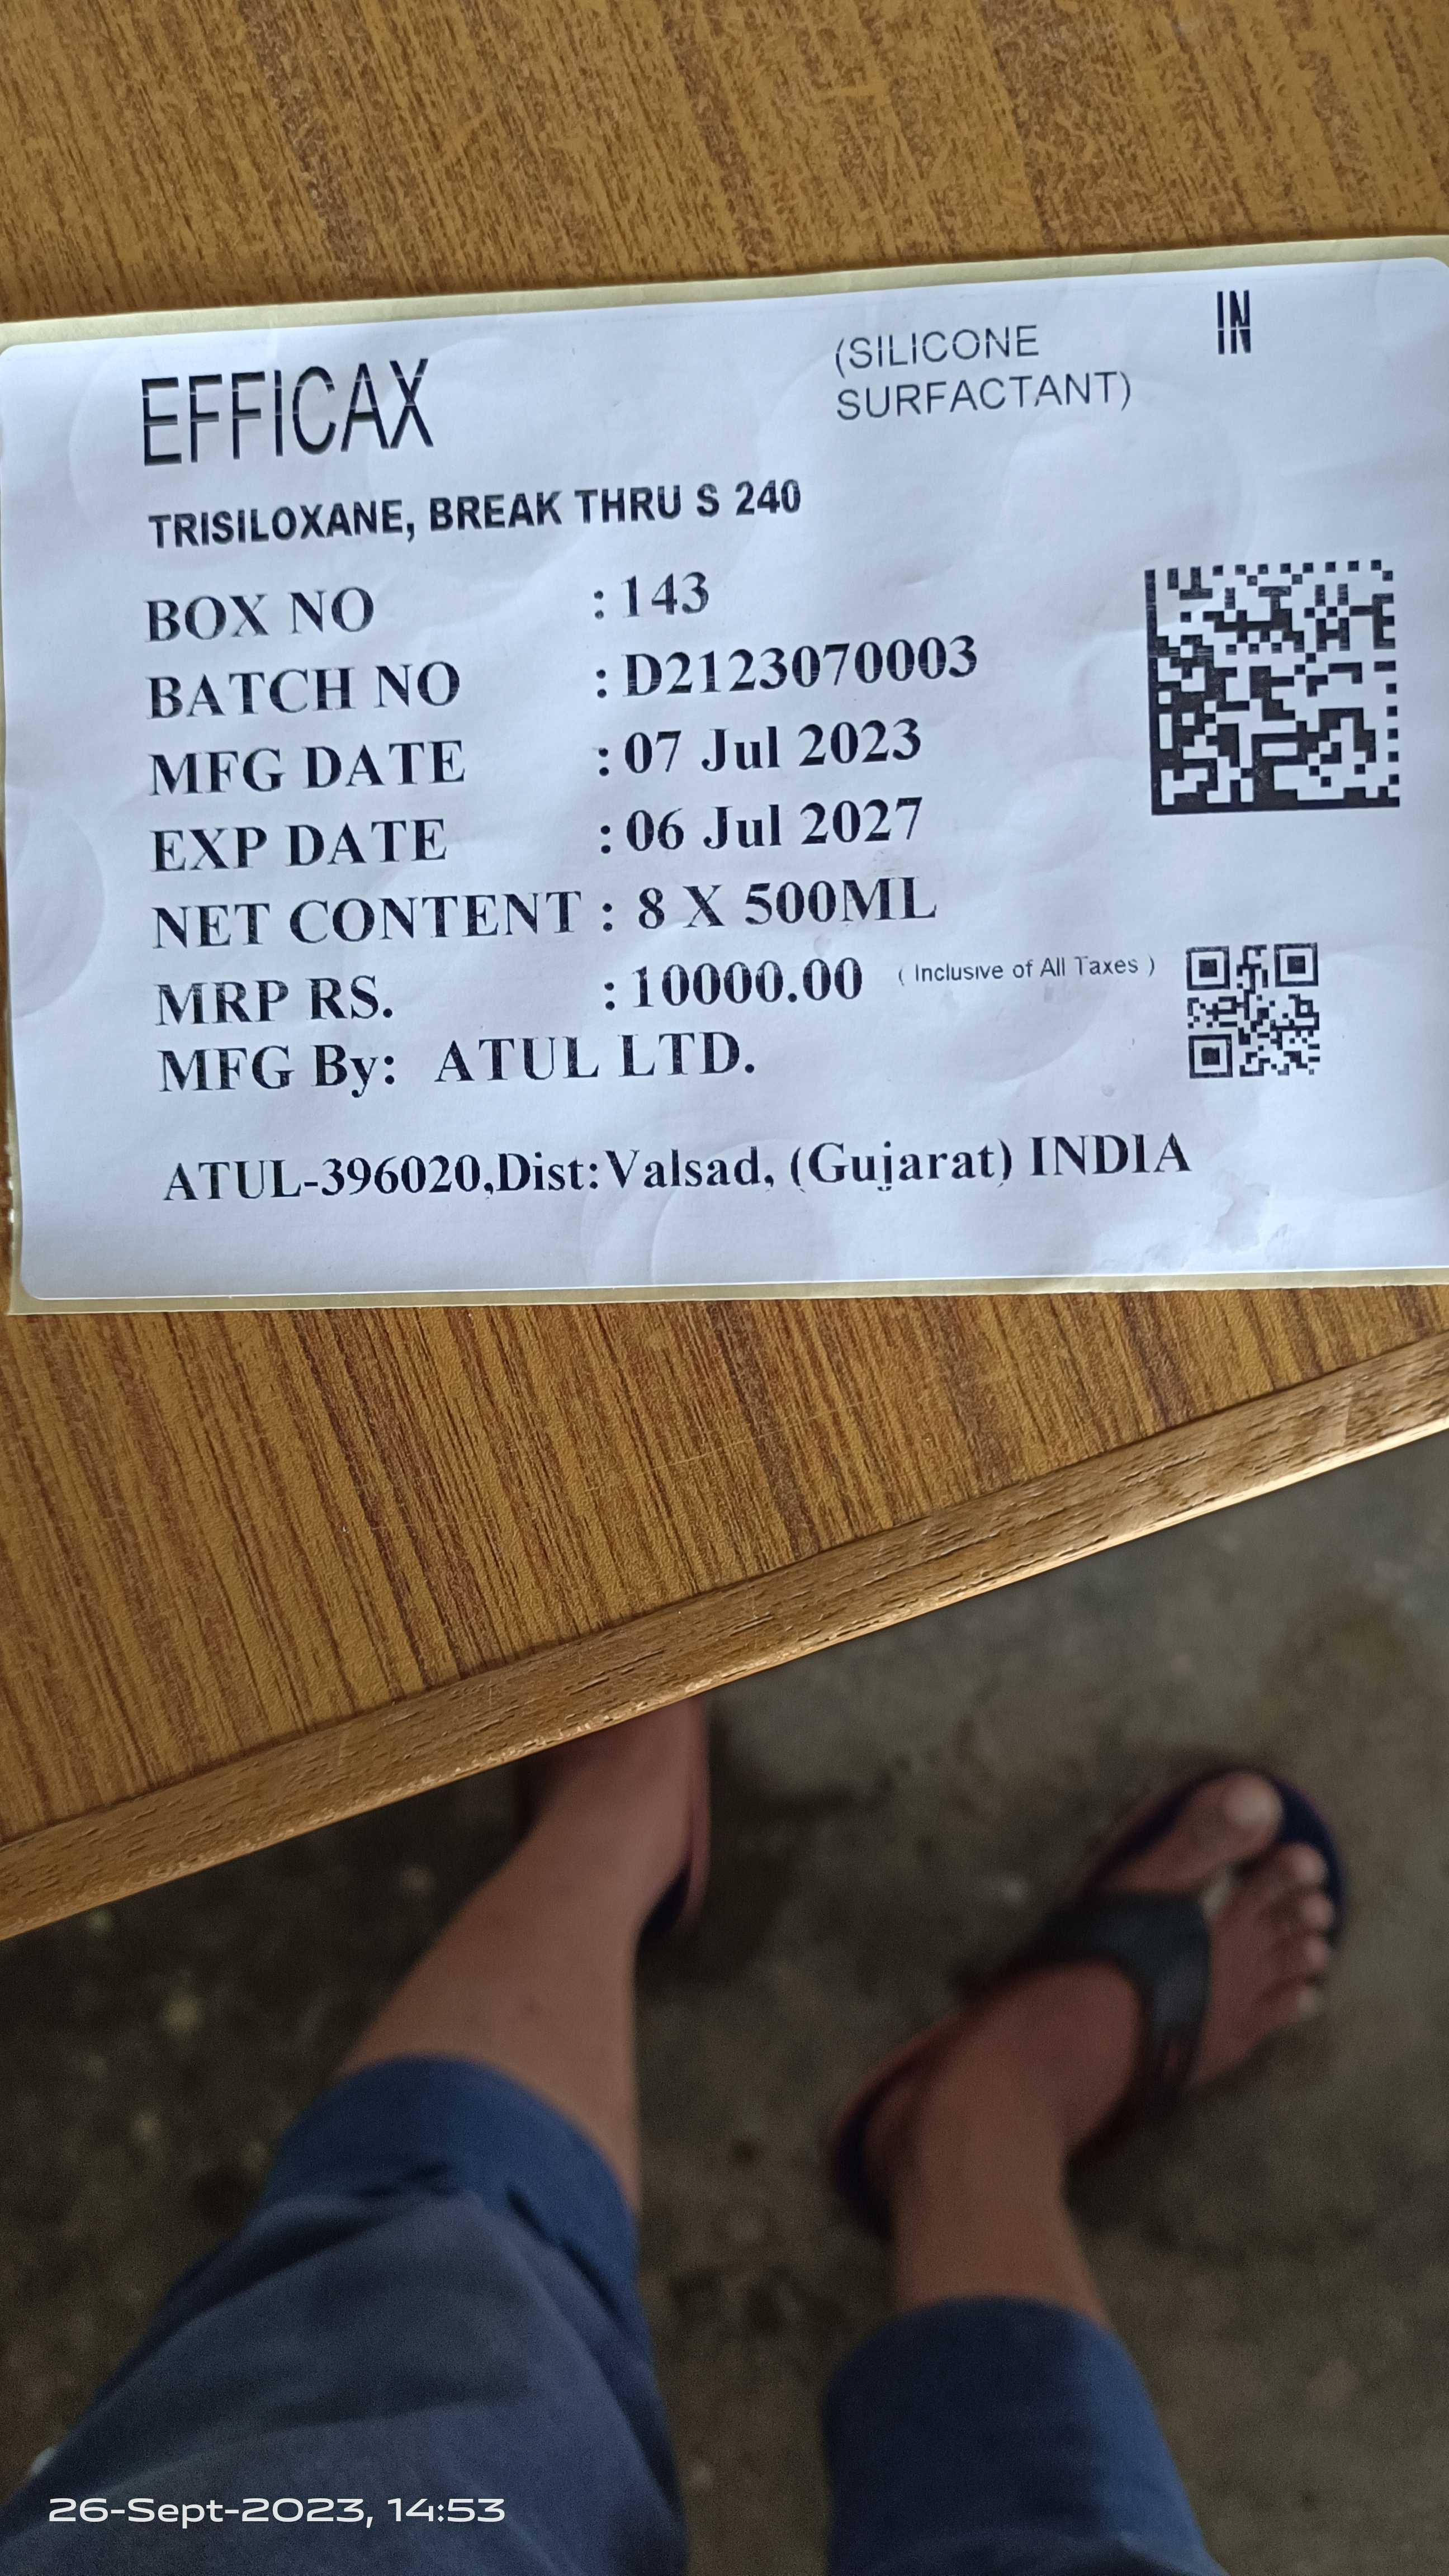 EFFICAX
(SILICONE
SURFACTANT)
IN
TRISILOXANE, BREAK THRU S 240
BOX NO : 143
BATCH NO : D2123070003
MFG DATE : 07 Jul 2023
EXP DATE : 06 Jul 2027
NET CONTENT : 8 X 500ML
MRP RS. : 10000.00 ( Inclusive of All Taxes )
MFG By: ATUL LTD.
ATUL-396020,Dist:Valsad, (Gujarat) INDIA
26-Sept-2023, 14:53